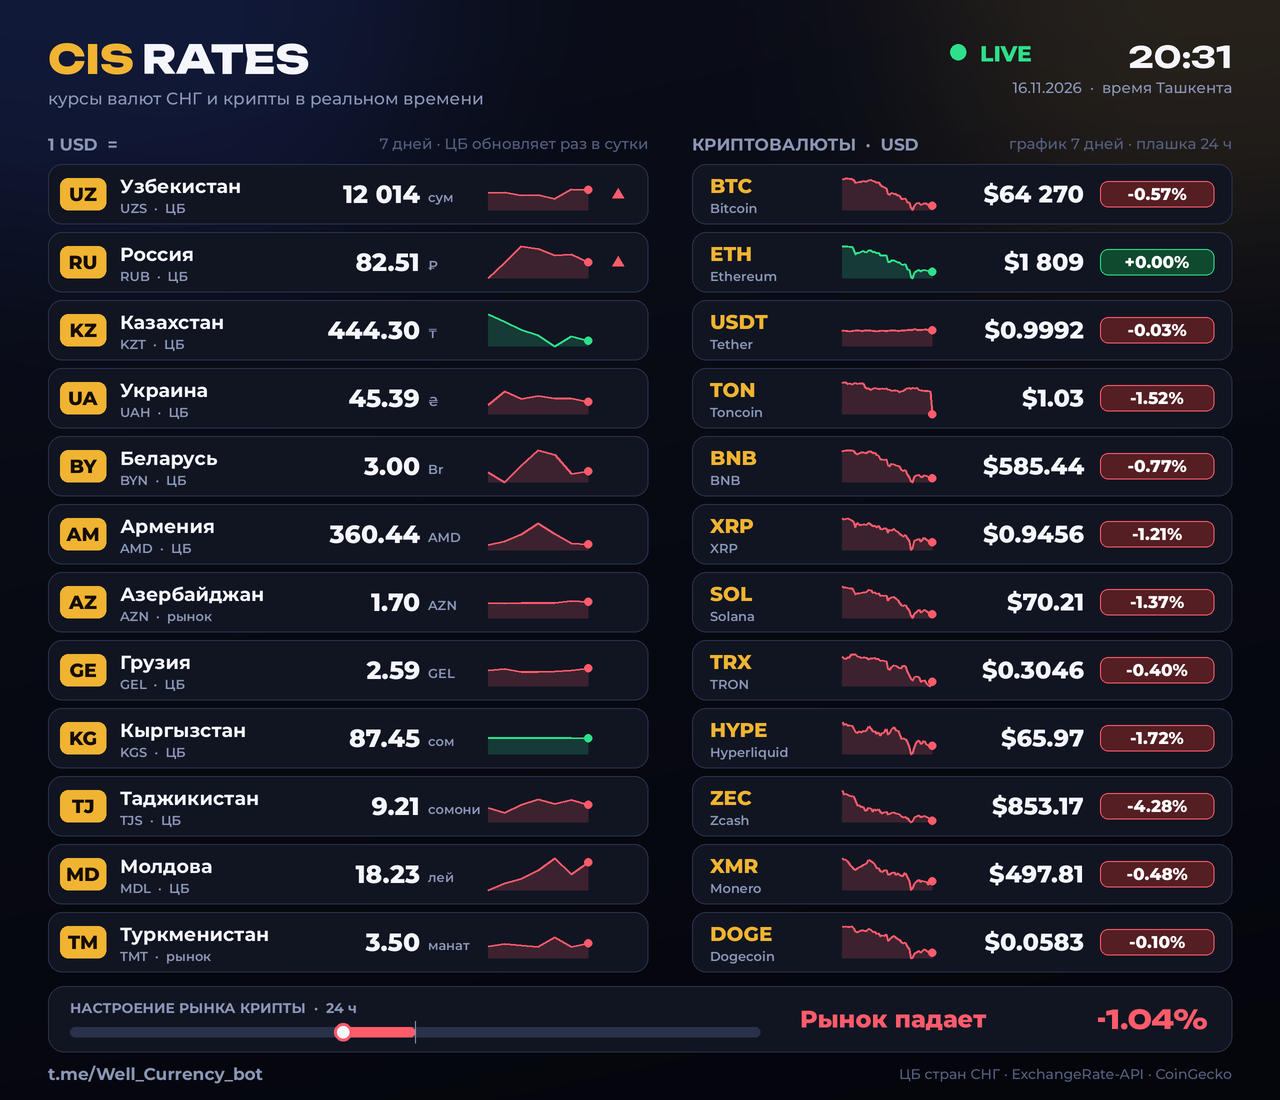 CIS RATES
LIVE
20:31
курсы валют СНГ и крипты в реальном времени
16.11.2026 · время Ташкента
1 USD =
7 дней · ЦБ обновляет раз в сутки
UZ
Узбекистан
UZS · ЦБ
12 014 сум
RU
Россия
RUB · ЦБ
82.51 ₽
KZ
Казахстан
KZT · ЦБ
444.30 ₸
UA
Украина
UAH · ЦБ
45.39 ₴
BY
Беларусь
BYN · ЦБ
3.00 Br
AM
Армения
AMD · ЦБ
360.44 AMD
AZ
Азербайджан
AZN · рынок
1.70 AZN
GE
Грузия
GEL · ЦБ
2.59 GEL
KG
Кыргызстан
KGS · ЦБ
87.45 сом
TJ
Таджикистан
TJS · ЦБ
9.21 сомони
MD
Молдова
MDL · ЦБ
18.23 лей
TM
Туркменистан
TMT · рынок
3.50 манат
КРИПТОВАЛЮТЫ · USD
график 7 дней · плашка 24 ч
BTC
Bitcoin
$64 270
-0.57%
ETH
Ethereum
$1 809
+0.00%
USDT
Tether
$0.9992
-0.03%
TON
Toncoin
$1.03
-1.52%
BNB
BNB
$585.44
-0.77%
XRP
XRP
$0.9456
-1.21%
SOL
Solana
$70.21
-1.37%
TRX
TRON
$0.3046
-0.40%
HYPE
Hyperliquid
$65.97
-1.72%
ZEC
Zcash
$853.17
-4.28%
XMR
Monero
$497.81
-0.48%
DOGE
Dogecoin
$0.0583
-0.10%
НАСТРОЕНИЕ РЫНКА КРИПТЫ · 24 ч
Рынок падает
-1.04%
t.me/Well_Currency_bot
ЦБ стран СНГ · ExchangeRate-API · CoinGecko